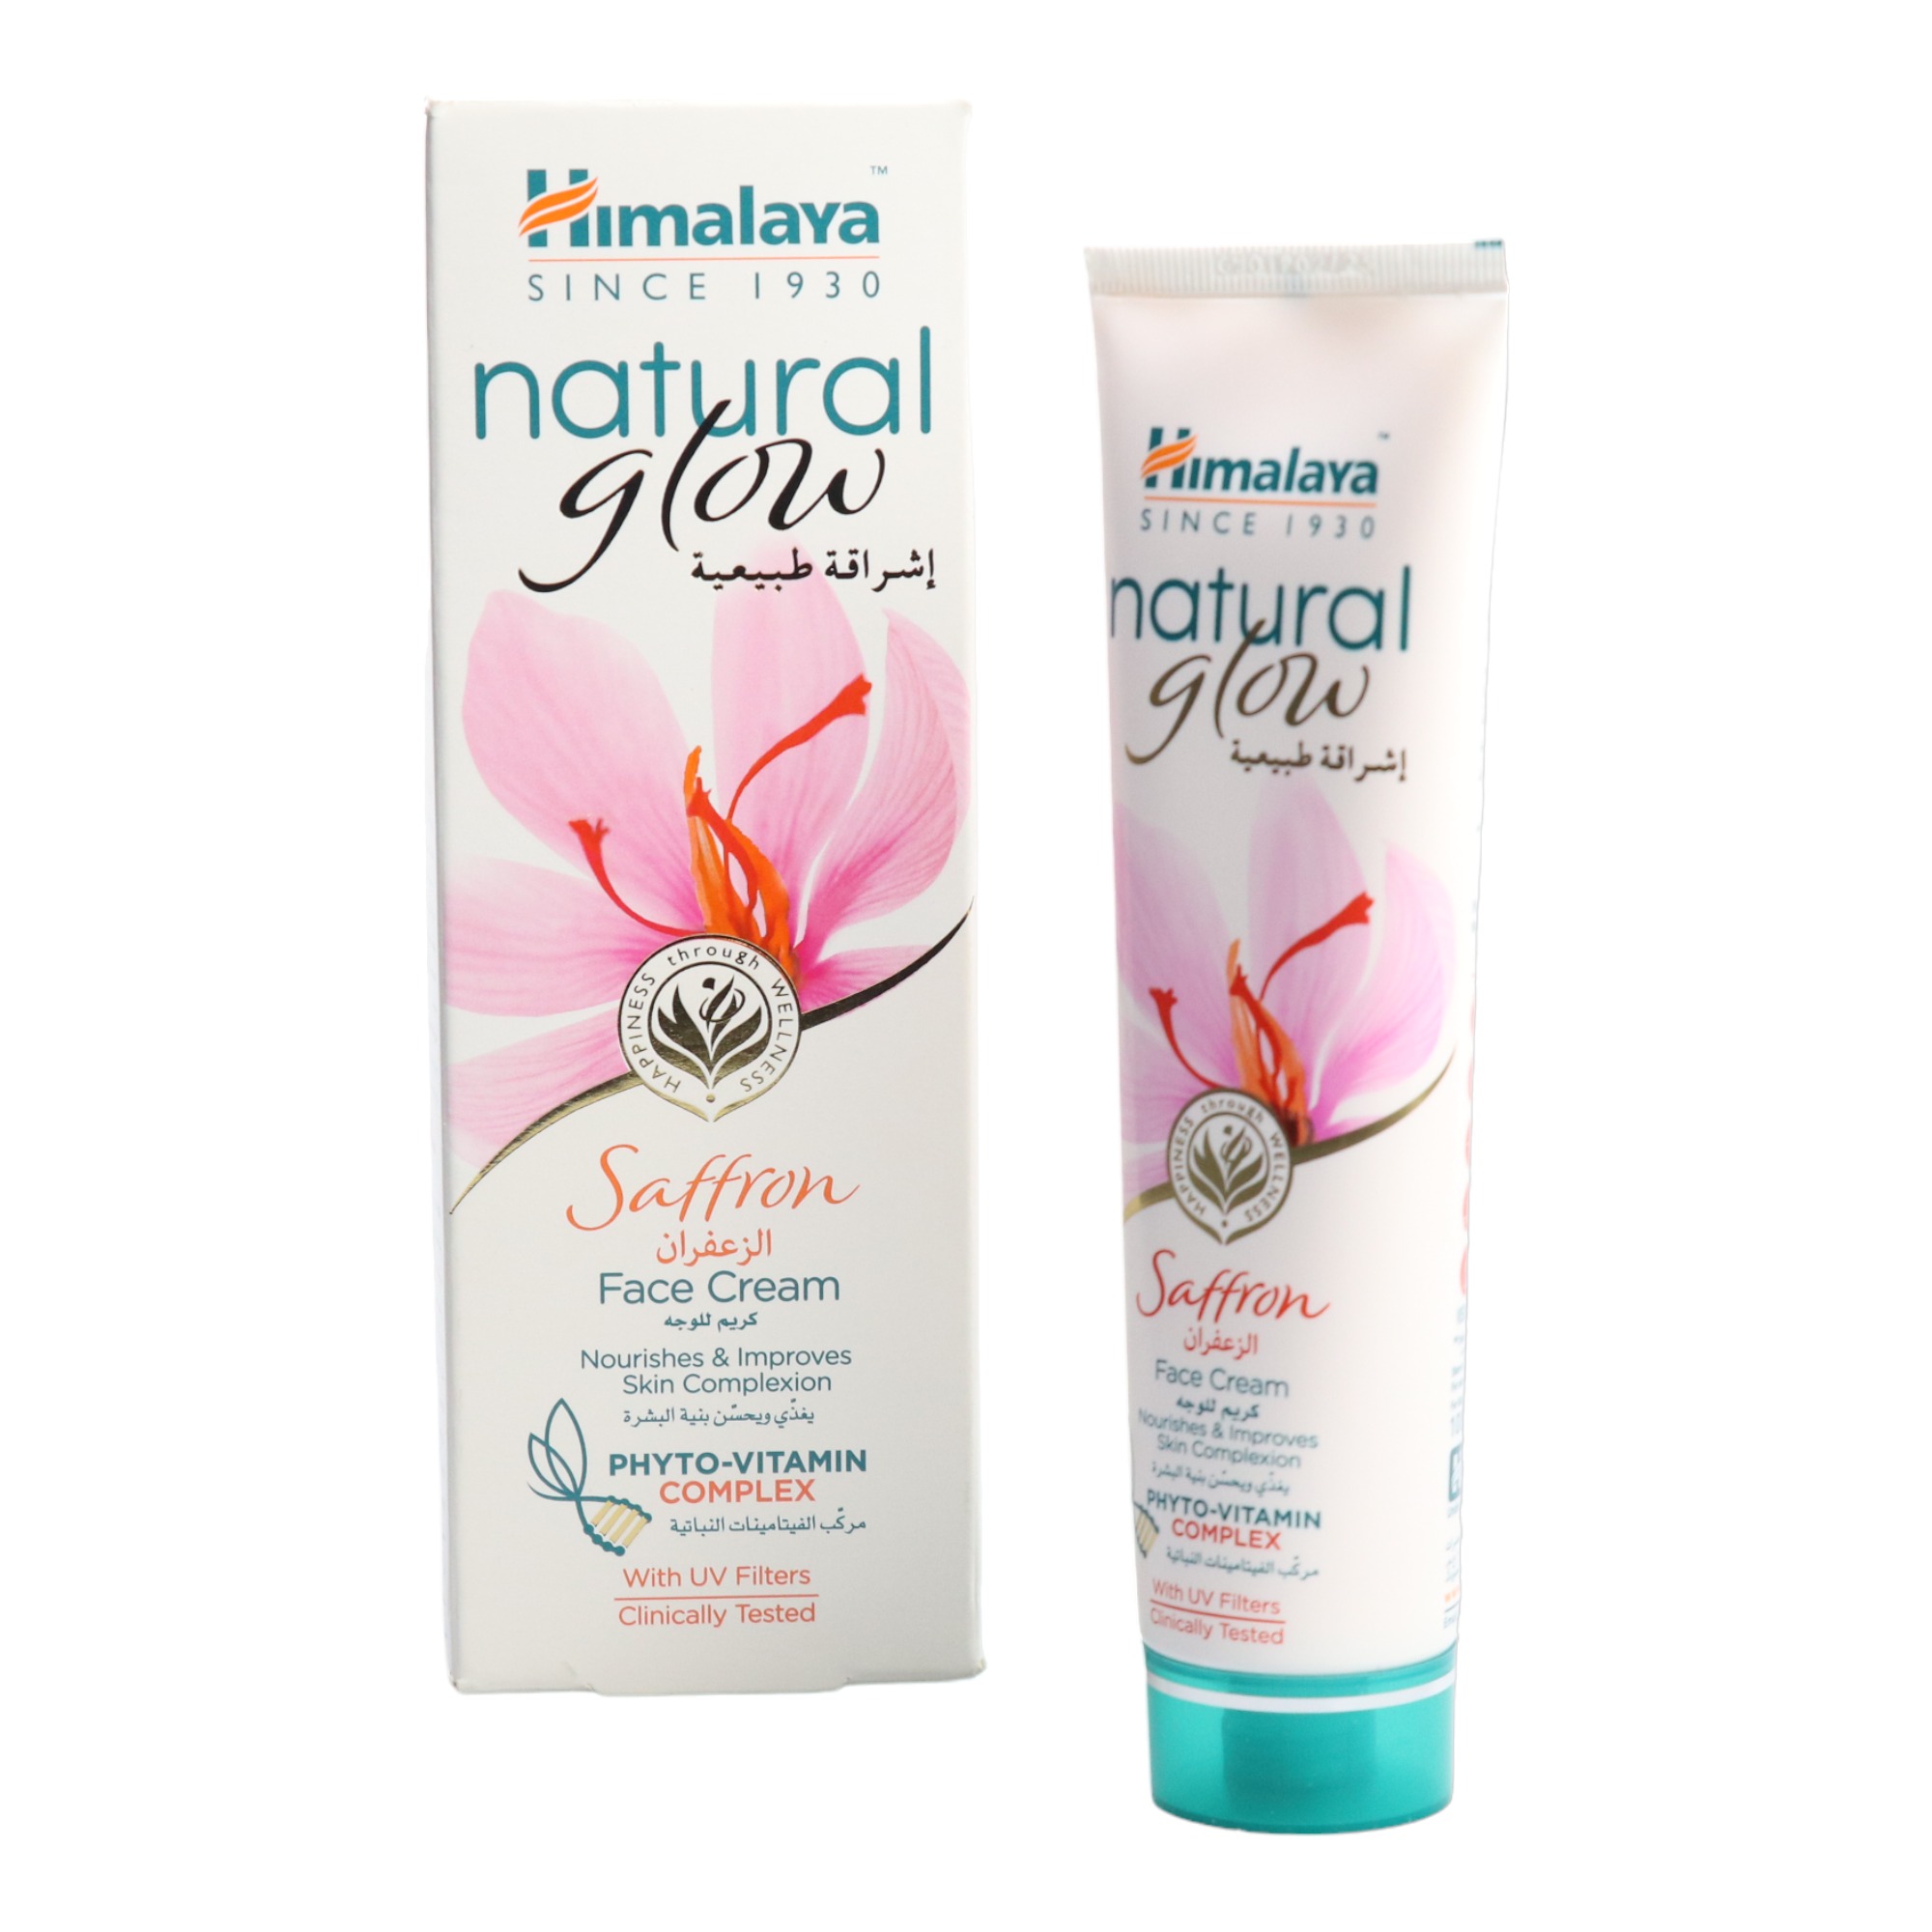 Himalaya™
SINCE 1930
natural
glow
إشراقة طبيعية
HAPPINESS through WELLNESS
Saffron
الزعفران
Face Cream
كريم للوجه
Nourishes & Improves
Skin Complexion
يغذّي ويحسّن بنية البشرة
PHYTO-VITAMIN
COMPLEX
مركّب الفيتامينات النباتية
With UV Filters
Clinically Tested
Himalaya™
SINCE 1930
natural
glow
إشراقة طبيعية
HAPPINESS through WELLNESS
Saffron
الزعفران
Face Cream
كريم للوجه
Nourishes & Improves
Skin Complexion
يغذّي ويحسّن بنية البشرة
PHYTO-VITAMIN
COMPLEX
مركّب الفيتامينات النباتية
With UV Filters
Clinically Tested